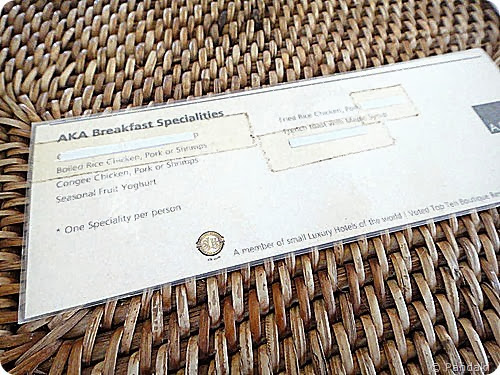 AKA Breakfast Specialities
Boiled Rice Chicken, Pork or Shrimps
Congee Chicken, Pork or Shrimps
Seasonal Fruit Yoghurt
* One Speciality per person
Fried Rice Chicken, Pork
French Toast With Maple Syrup
A member of small Luxury Hotels of the world | Voted Top Ten Boutique Re
© Pandaki